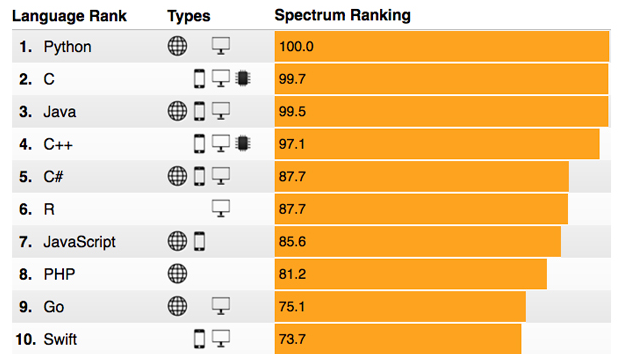 Language Rank Types Spectrum Ranking
1. Python 100.0
2. C 99.7
3. Java 99.5
4. C++ 97.1
5. C# 87.7
6. R 87.7
7. JavaScript 85.6
8. PHP 81.2
9. Go 75.1
10. Swift 73.7